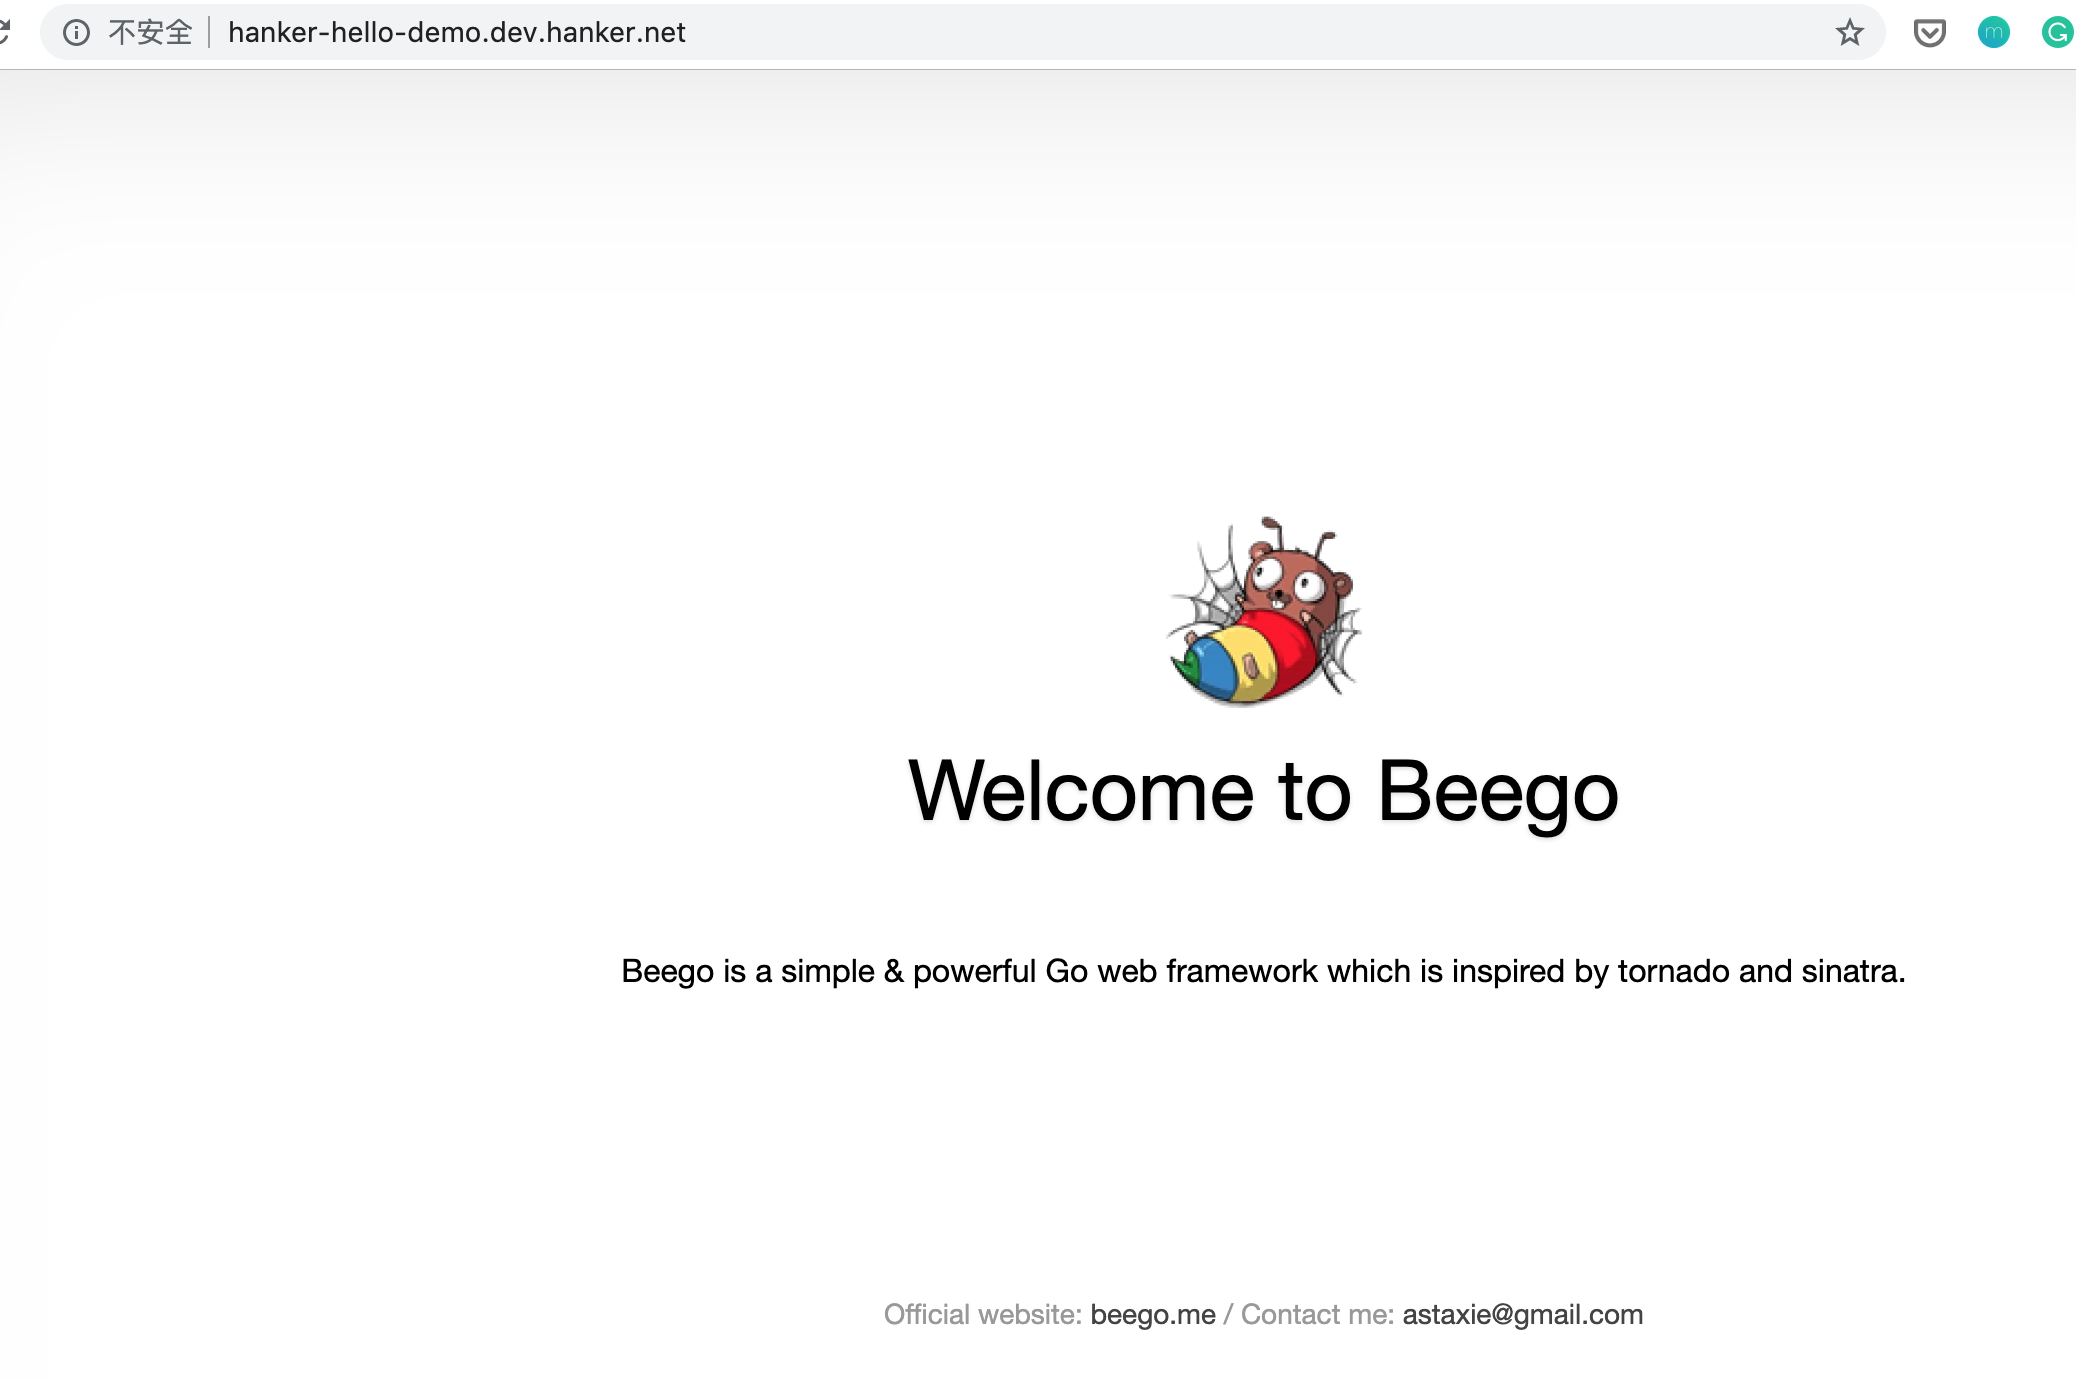 不安全 hanker-hello-demo.dev.hanker.net
m
G
Welcome to Beego
Beego is a simple & powerful Go web framework which is inspired by tornado and sinatra.
Official website: beego.me / Contact me: astaxie@gmail.com